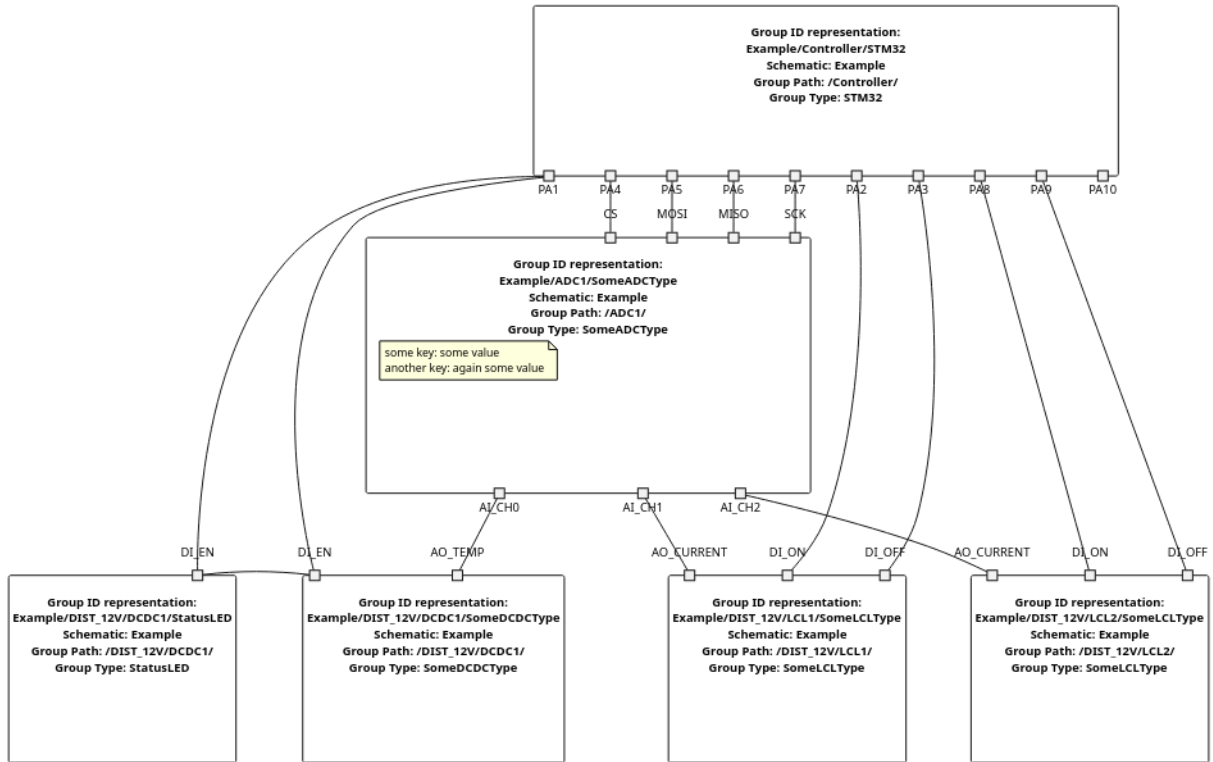 Group ID representation:
Example/Controller/STM32
Schematic: Example
Group Path: /Controller/
Group Type: STM32
PA1 PA4 PA5 PA6 PA7 PA2 PA3 PA8 PA9 PA10
CS MOSI MISO SCK
Group ID representation:
Example/ADC1/SomeADCType
Schematic: Example
Group Path: /ADC1/
Group Type: SomeADCType
some key: some value
another key: again some value
AI_CH0 AI_CH1 AI_CH2
DI_EN DI_EN AO_TEMP AO_CURRENT DI_ON DI_OFF AO_CURRENT DI_ON DI_OFF
Group ID representation:
Example/DIST_12V/DCDC1/StatusLED
Schematic: Example
Group Path: /DIST_12V/DCDC1/
Group Type: StatusLED
Group ID representation:
Example/DIST_12V/DCDC1/SomeDCDCType
Schematic: Example
Group Path: /DIST_12V/DCDC1/
Group Type: SomeDCDCType
Group ID representation:
Example/DIST_12V/LCL1/SomeLCLType
Schematic: Example
Group Path: /DIST_12V/LCL1/
Group Type: SomeLCLType
Group ID representation:
Example/DIST_12V/LCL2/SomeLCLType
Schematic: Example
Group Path: /DIST_12V/LCL2/
Group Type: SomeLCLType